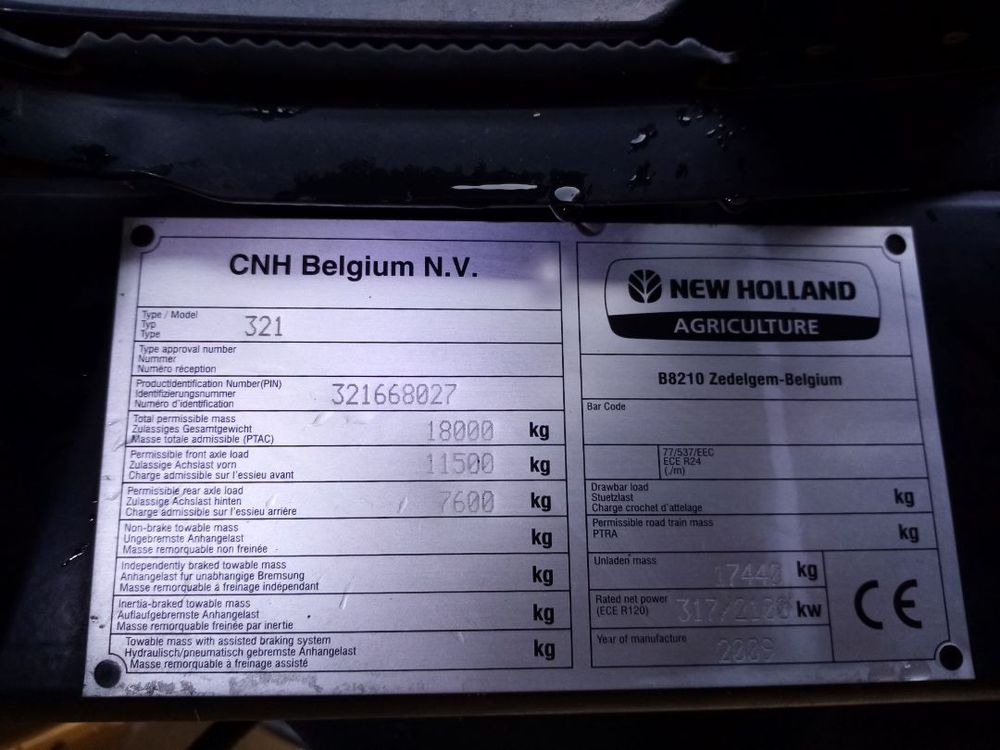 CNH Belgium N.V.
Type / Model
Typ
Type
321
Type approval number
Nummer
Numéro réception
Productidentification Number(PIN)
Identifizierungsnummer
Numéro d'identification
321668027
Total permissible mass
Zulassiges Gesamtgewicht
Masse totale admissible (PTAC)
18000 kg
Permissible front axle load
Zulassige Achslast vorn
Charge admissible sur l'essieu avant
11500 kg
Permissible rear axle load
Zulassige Achslast hinten
Charge admissible sur l'essieu arrière
7600 kg
Non-brake towable mass
Ungebremste Anhangelast
Masse remorquable non freinée
kg
Independently braked towable mass
Anhangelast fur unabhangige Bremsung
Masse remorquable à freinage indépendant
kg
Inertia-braked towable mass
Auflaufgebremste Anhangelast
Masse remorquable freinée par inertie
kg
Towable mass with assisted braking system
Hydraulisch/pneumatisch gebremste Anhangelast
Masse remorquable à freinage assisté
kg
NEW HOLLAND
AGRICULTURE
B8210 Zedelgem-Belgium
Bar Code
77/537/EEC
ECE R24
(./m)
Drawbar load
Stuetzlast
Charge crochet d'attelage
kg
Permissible road train mass
PTRA
kg
Unladen mass
17440 kg
Rated net power
(ECE R120)
317/2100 kw
Year of manufacture
2009
CE